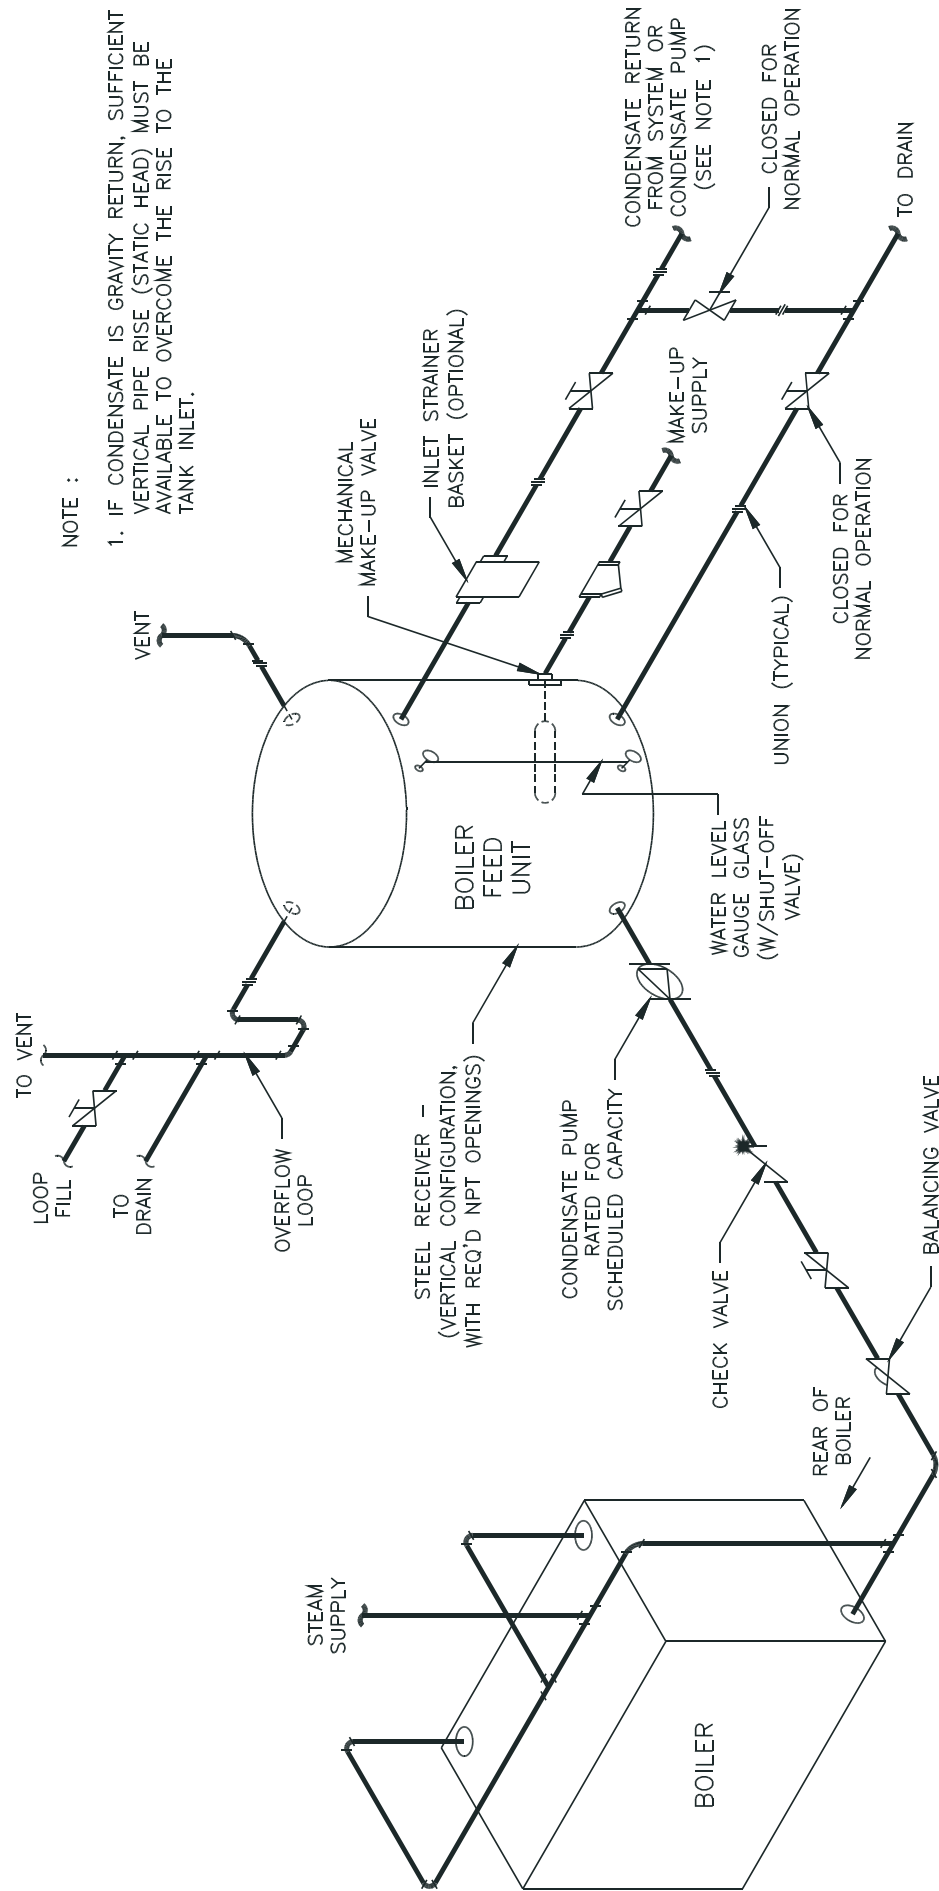 NOTE :
1. IF CONDENSATE IS GRAVITY RETURN, SUFFICIENT
VERTICAL PIPE RISE (STATIC HEAD) MUST BE
AVAILABLE TO OVERCOME THE RISE TO THE
TANK INLET.
STEAM
SUPPLY
BOILER
REAR OF
BOILER
BALANCING VALVE
CHECK VALVE
CONDENSATE PUMP
RATED FOR
SCHEDULED CAPACITY
STEEL RECEIVER –
(VERTICAL CONFIGURATION,
WITH REQ'D NPT OPENINGS)
LOOP
FILL
TO
DRAIN
OVERFLOW
LOOP
TO VENT
BOILER
FEED
UNIT
WATER LEVEL
GAUGE GLASS
(W/SHUT-OFF
VALVE)
VENT
MECHANICAL
MAKE-UP VALVE
INLET STRAINER
BASKET (OPTIONAL)
MAKE-UP
SUPPLY
UNION (TYPICAL)
CLOSED FOR
NORMAL OPERATION
CONDENSATE RETURN
FROM SYSTEM OR
CONDENSATE PUMP
(SEE NOTE 1)
CLOSED FOR
NORMAL OPERATION
TO DRAIN